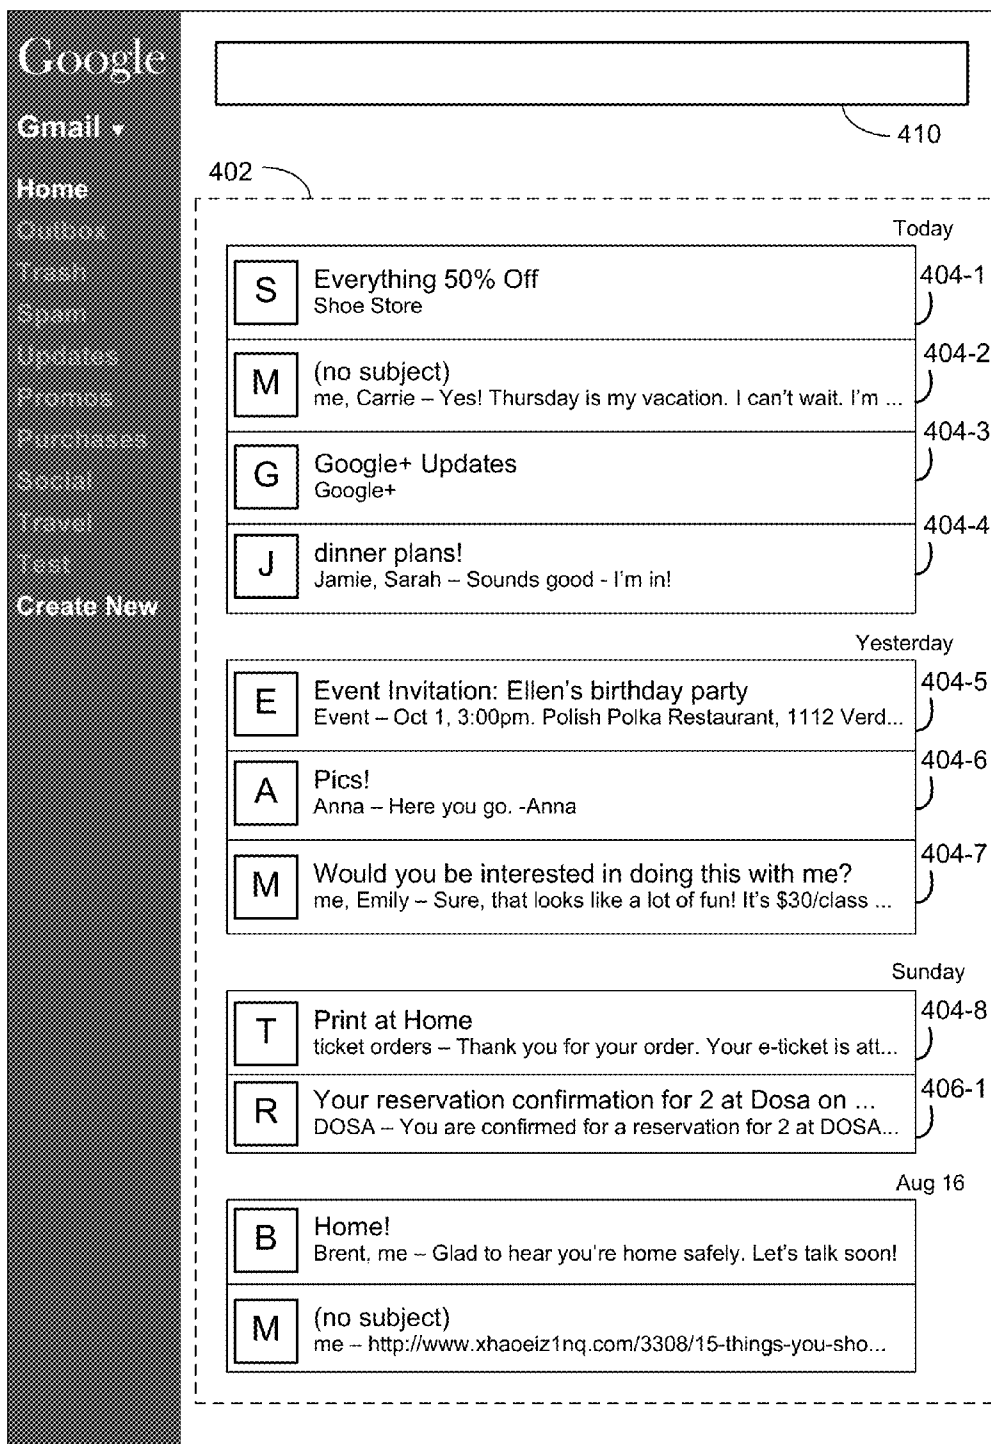 Google
Gmail ▾
Home
Outbox
Trash
Spam
Updates
Promos
Purchases
Social
Travel
Test
Create New
410
402
Today
S
Everything 50% Off
Shoe Store
404-1
M
(no subject)
me, Carrie – Yes! Thursday is my vacation. I can't wait. I'm ...
404-2
G
Google+ Updates
Google+
404-3
J
dinner plans!
Jamie, Sarah – Sounds good - I'm in!
404-4
Yesterday
E
Event Invitation: Ellen's birthday party
Event – Oct 1, 3:00pm. Polish Polka Restaurant, 1112 Verd...
404-5
A
Pics!
Anna – Here you go. -Anna
404-6
M
Would you be interested in doing this with me?
me, Emily – Sure, that looks like a lot of fun! It's $30/class ...
404-7
Sunday
T
Print at Home
ticket orders – Thank you for your order. Your e-ticket is att...
404-8
R
Your reservation confirmation for 2 at Dosa on ...
DOSA – You are confirmed for a reservation for 2 at DOSA...
406-1
Aug 16
B
Home!
Brent, me – Glad to hear you're home safely. Let's talk soon!
M
(no subject)
me – http://www.xhaoeiz1nq.com/3308/15-things-you-sho...